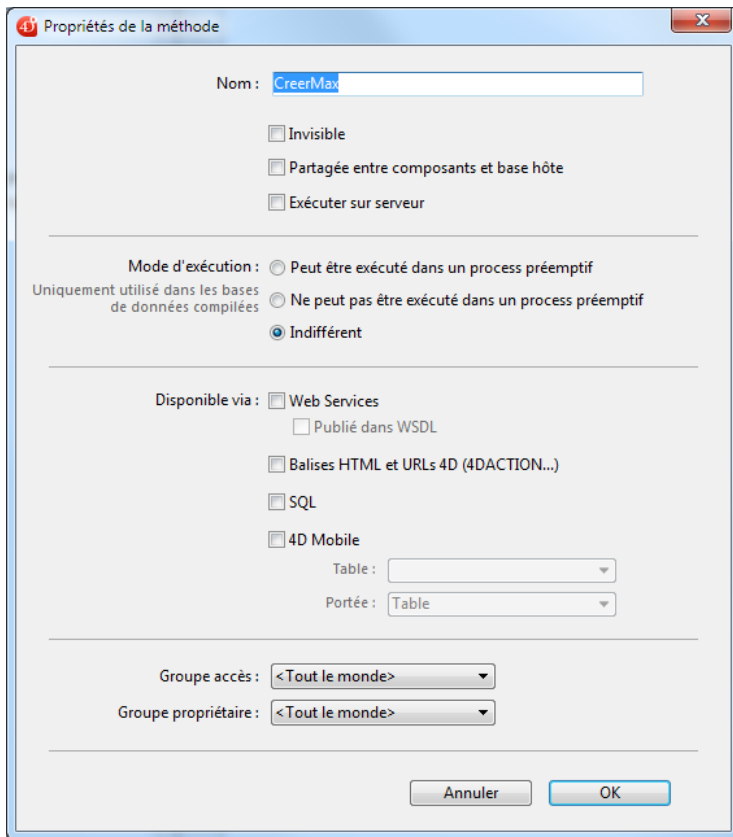 Propriétés de la méthode
Nom : CreerMax
Invisible
Partagée entre composants et base hôte
Exécuter sur serveur
Mode d'exécution : Peut être exécuté dans un process préemptif
Uniquement utilisé dans les bases
de données compilées
Ne peut pas être exécuté dans un process préemptif
Indifférent
Disponible via : Web Services
Publié dans WSDL
Balises HTML et URLs 4D (4DACTION...)
SQL
4D Mobile
Table :
Portée : Table
Groupe accès : <Tout le monde>
Groupe propriétaire : <Tout le monde>
Annuler OK